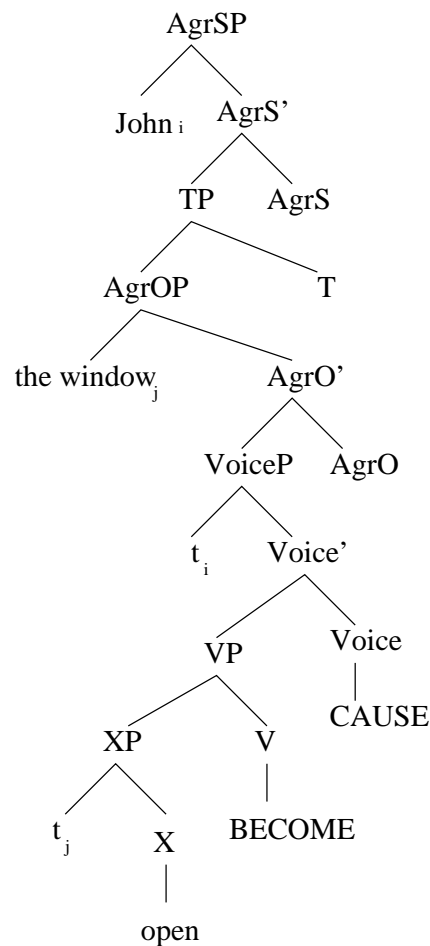 AgrSP
John i AgrS’
TP AgrS
AgrOP T
the window j AgrO’
VoiceP AgrO
t i Voice’
VP Voice
CAUSE
XP V
t j X BECOME
open